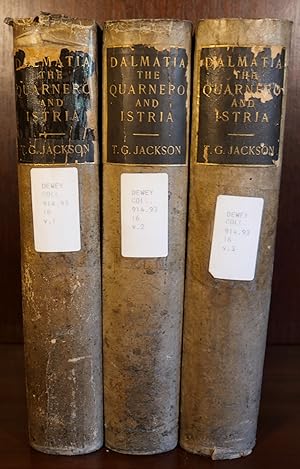 DALMATIA
THE
QUARNERO
AND
ISTRIA
T.G. JACKSON
DEWEY
COLL
914.93
16
v.1
DALMATIA
THE
QUARNERO
AND
ISTRIA
T.G. JACKSON
DEWEY
COLL.
914.93
16
v.2
DALMATIA
THE
QUARNERO
AND
ISTRIA
T.G. JACKSON
DEWEY
COLL.
914.93
16
v.3